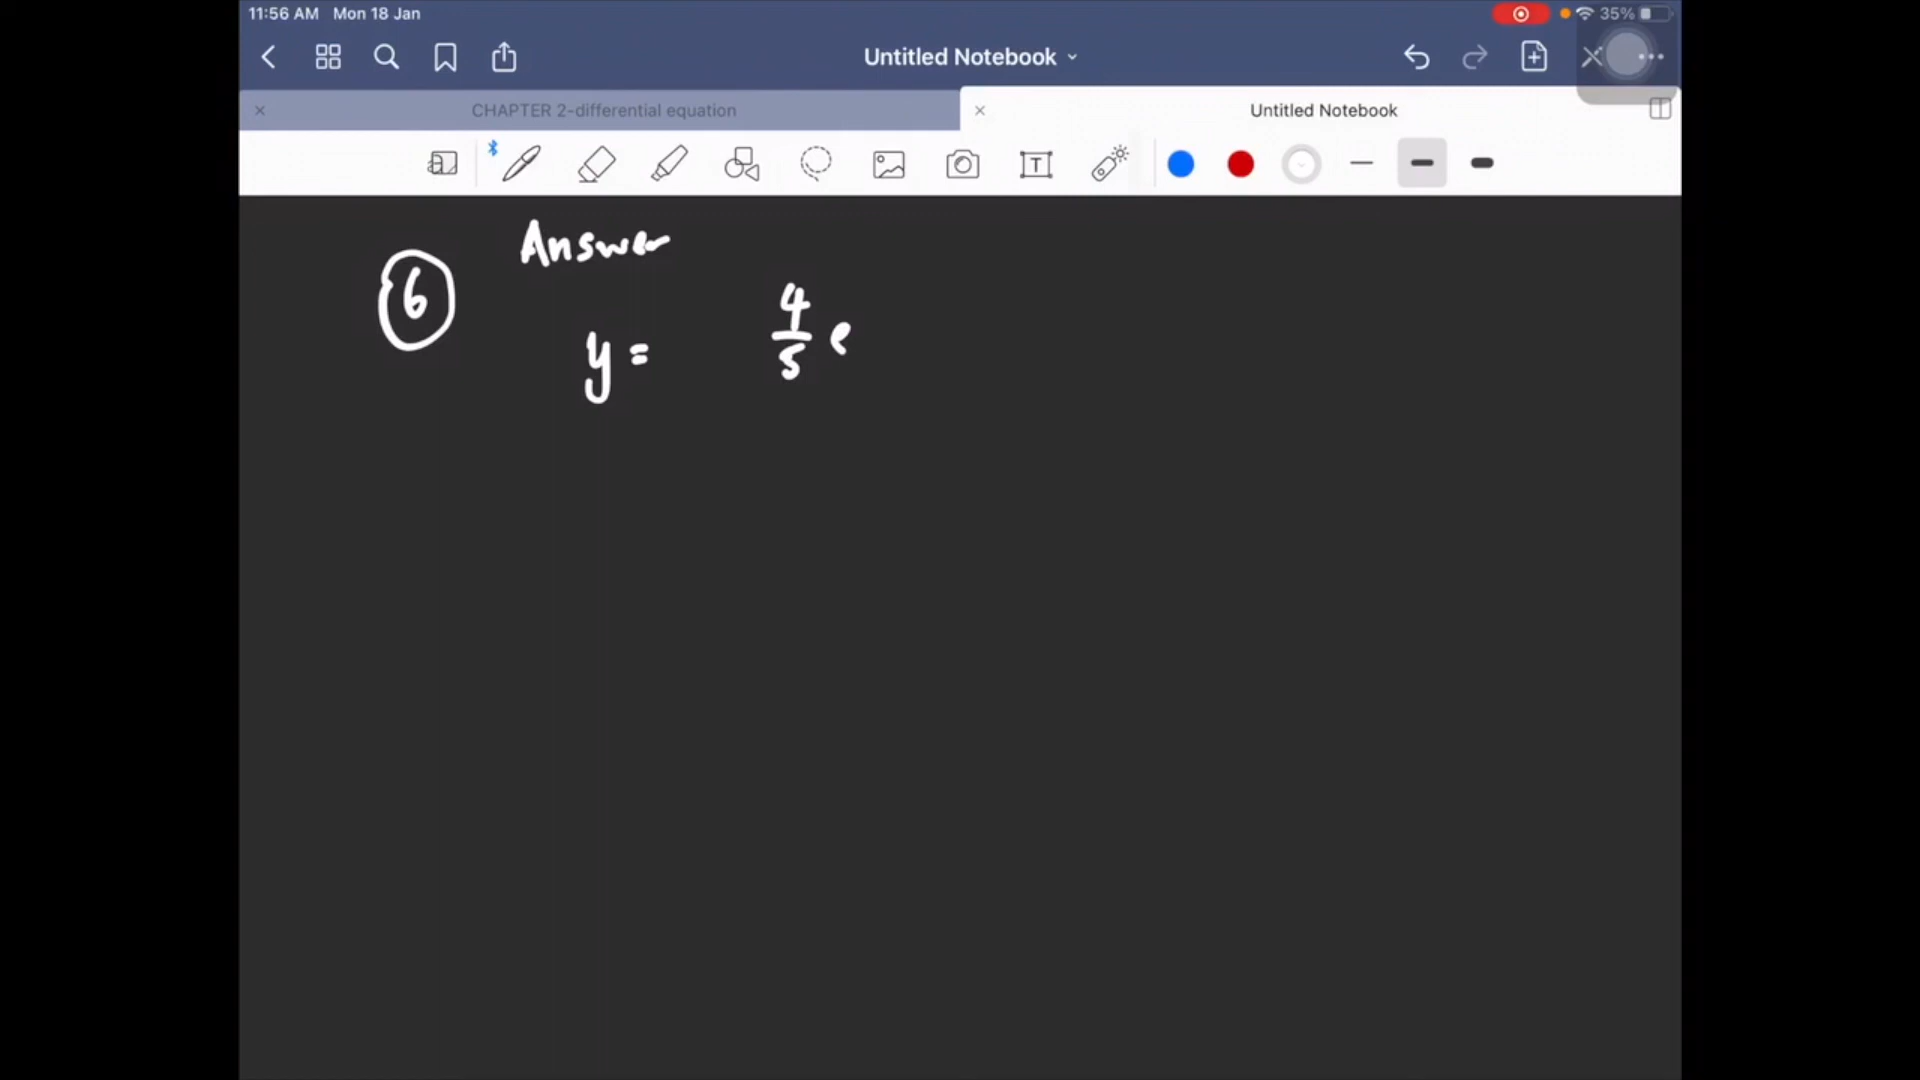 11:56 AM Mon 18 Jan 35%
Untitled Notebook
CHAPTER 2-differential equation Untitled Notebook
a T
Answer
6
y = 4/5 e